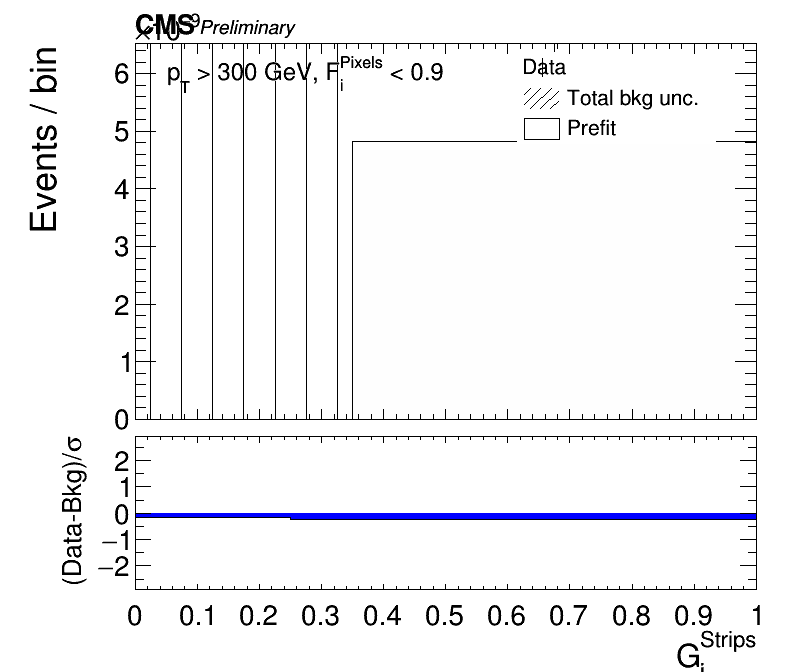 CMS Preliminary
×10⁻⁹
p_T > 300 GeV, F_i^Pixels < 0.9
Data
Total bkg unc.
Prefit
Events / bin
6
5
4
3
2
1
0
(Data-Bkg)/σ
2
1
0
−1
−2
0 0.1 0.2 0.3 0.4 0.5 0.6 0.7 0.8 0.9 1
G_i^Strips